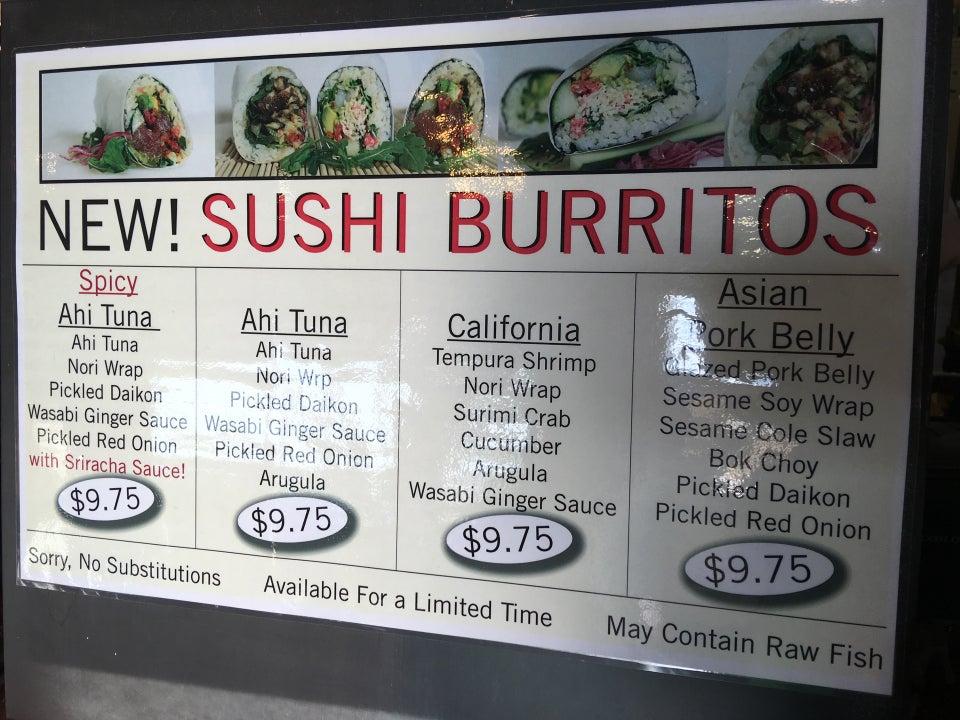 NEW! SUSHI BURRITOS
Spicy
Ahi Tuna
Ahi Tuna
Nori Wrap
Pickled Daikon
Wasabi Ginger Sauce
Pickled Red Onion
with Sriracha Sauce!
$9.75
Ahi Tuna
Ahi Tuna
Nori Wrp
Pickled Daikon
Wasabi Ginger Sauce
Pickled Red Onion
Arugula
$9.75
California
Tempura Shrimp
Nori Wrap
Surimi Crab
Cucumber
Arugula
Wasabi Ginger Sauce
$9.75
Asian
Pork Belly
Glazed Pork Belly
Sesame Soy Wrap
Sesame Cole Slaw
Bok Choy
Pickled Daikon
Pickled Red Onion
$9.75
Sorry, No Substitutions
Available For a Limited Time
May Contain Raw Fish